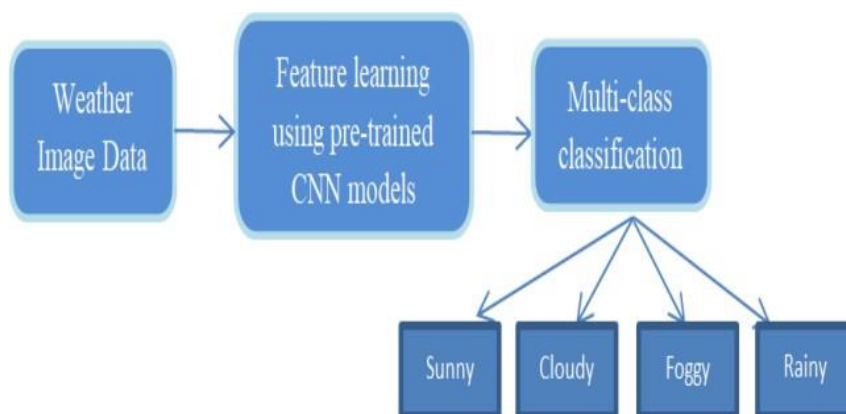 Weather
Image Data
Feature learning
using pre-trained
CNN models
Multi-class
classification
Sunny
Cloudy
Foggy
Rainy